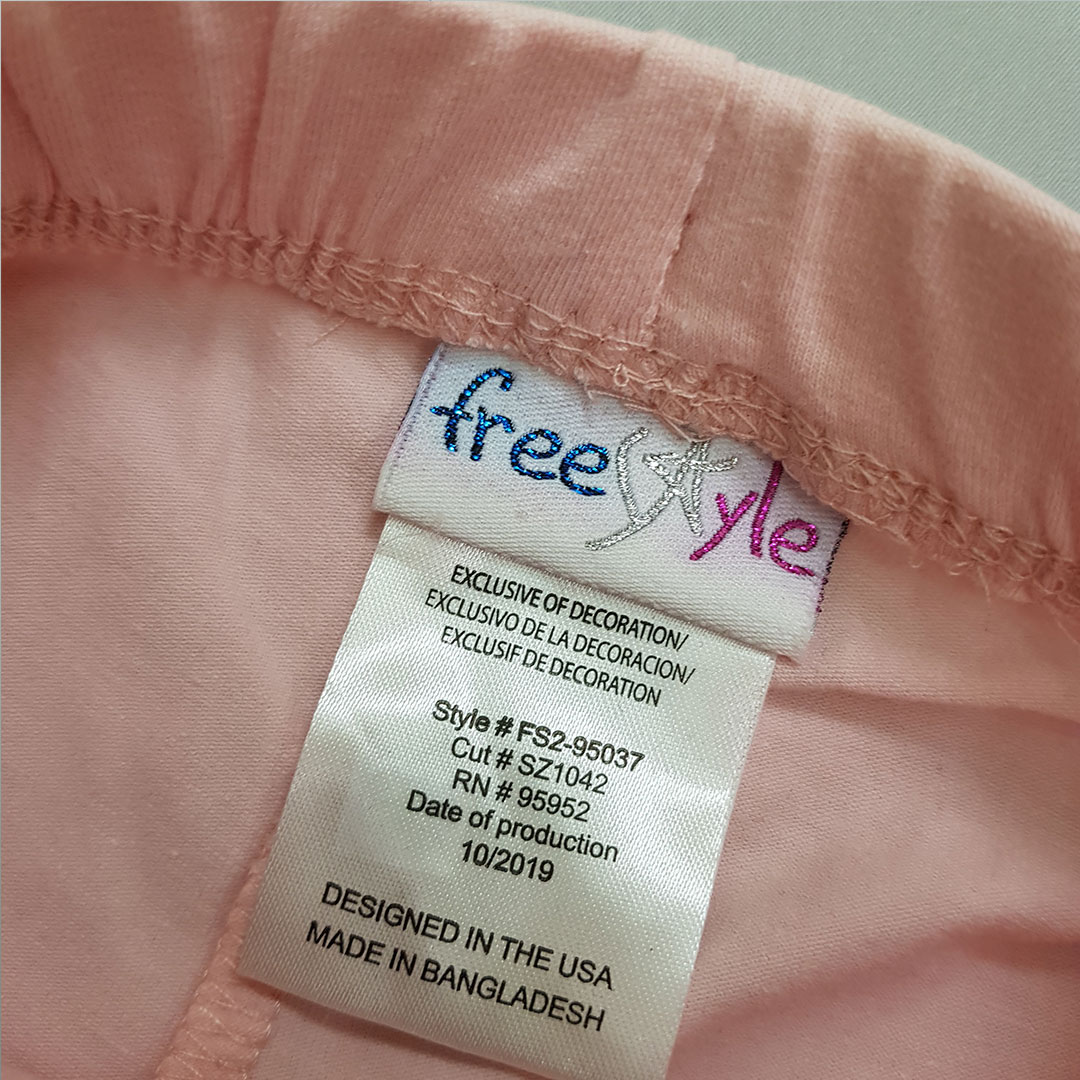 freestyle
EXCLUSIVE OF DECORATION/
EXCLUSIVO DE LA DECORACION/
EXCLUSIF DE DECORATION
Style # FS2-95037
Cut # SZ1042
RN # 95952
Date of production
10/2019
DESIGNED IN THE USA
MADE IN BANGLADESH